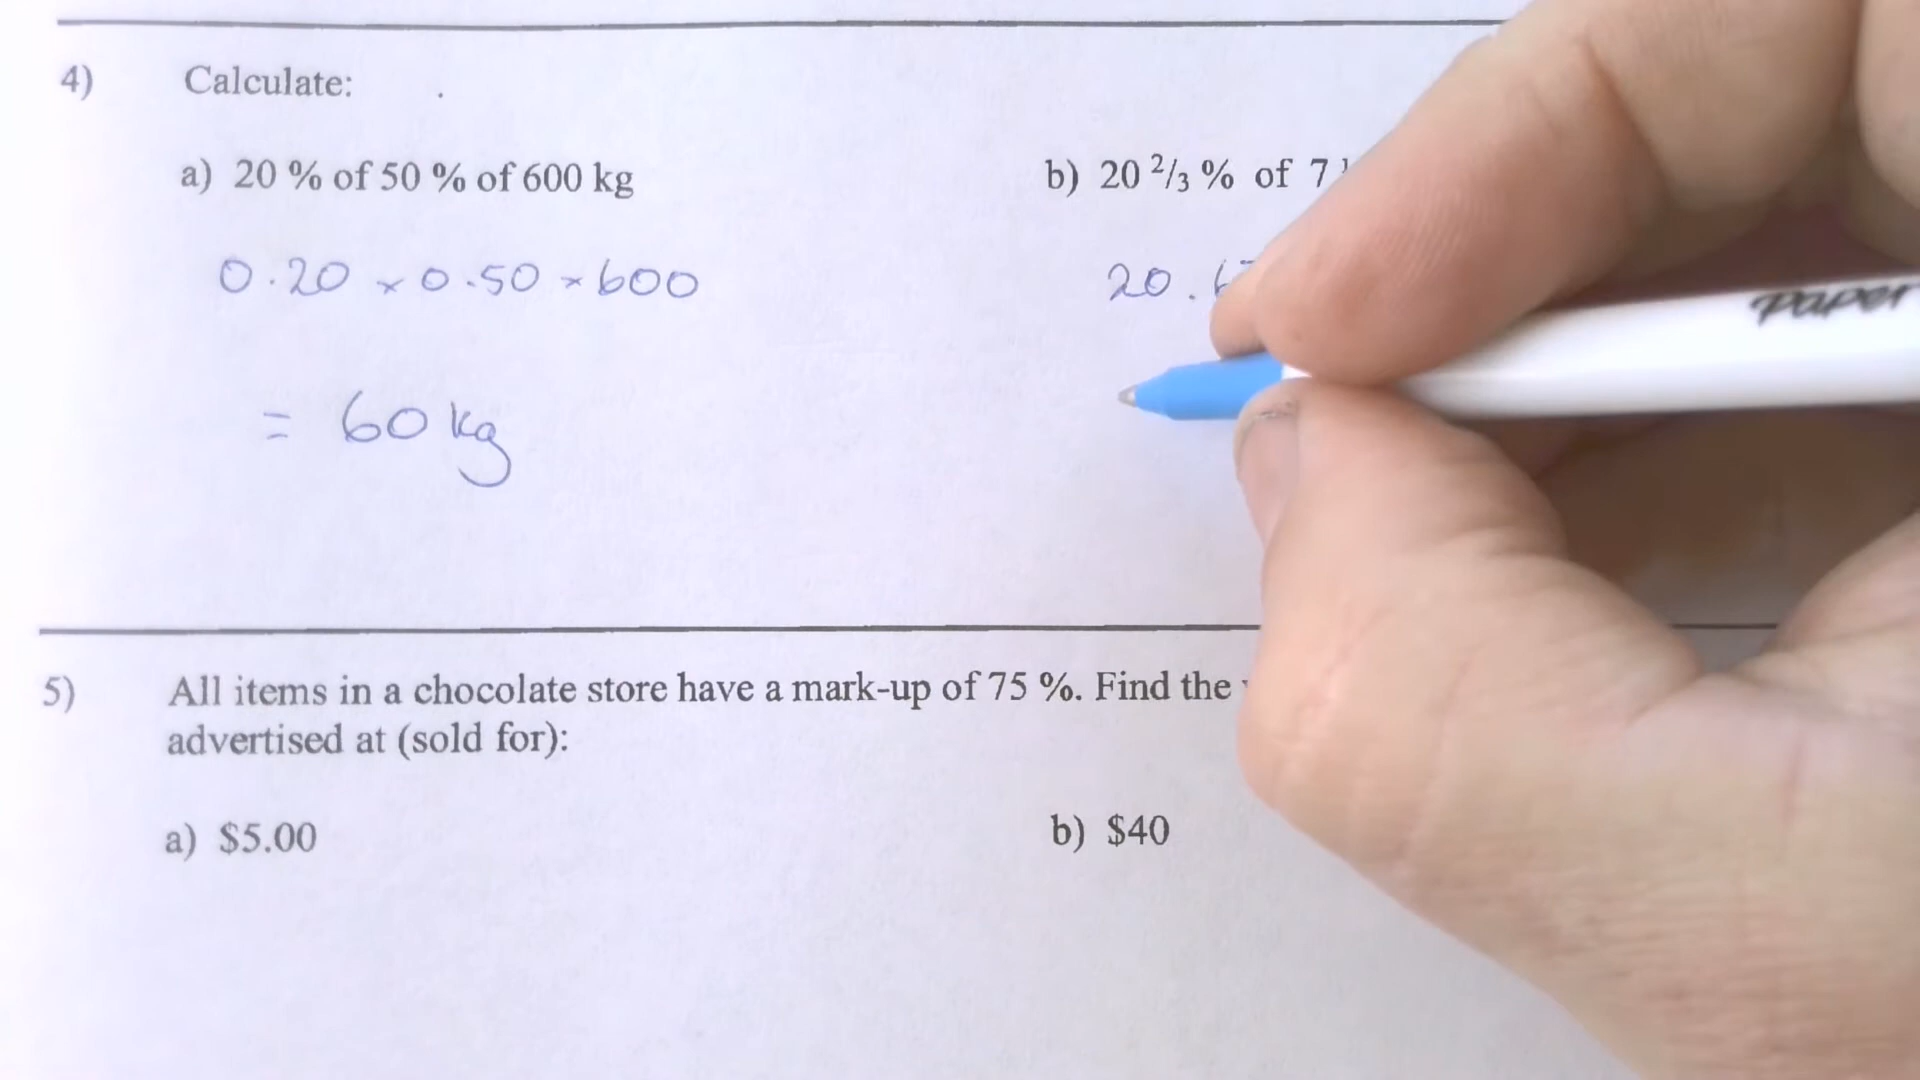 4) Calculate:
a) 20 % of 50 % of 600 kg
b) 20 2/3 % of 7
0.20 × 0.50 × 600
20.6
= 60 kg
5) All items in a chocolate store have a mark-up of 75 %. Find the
advertised at (sold for):
a) $5.00
b) $40
Paper